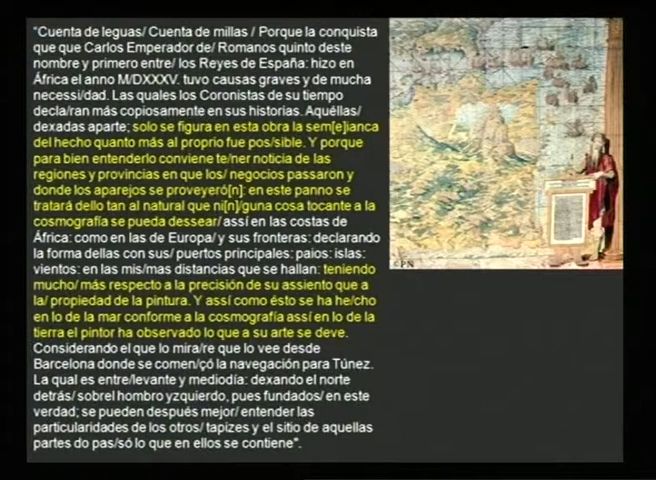 "Cuenta de leguas/ Cuenta de millas / Porque la conquista
que que Carlos Emperador de/ Romanos quinto deste
nombre y primero entre/ los Reyes de España: hizo en
África el anno M/DXXXV. tuvo causas graves y de mucha
necessi/dad. Las quales los Coronistas de su tiempo
decla/ran más copiosamente en sus historias. Aquéllas/
dexadas aparte; solo se figura en esta obra la sem[e]ianca
del hecho quanto más al proprio fue pos/sible. Y porque
para bien entenderlo conviene te/ner noticia de las
regiones y provincias en que los/ negocios passaron y
donde los aparejos se proveyeró[n]: en este panno se
tratará dello tan al natural que ni[n]/guna cosa tocante a la
cosmografía se pueda dessear/ assí en las costas de
África: como en las de Europa/ y sus fronteras: declarando
la forma dellas con sus/ puertos principales: paios: islas:
vientos: en las mis/mas distancias que se hallan: teniendo
mucho/ más respecto a la precisión de su assiento que a
la/ propiedad de la pintura. Y assí como ésto se ha he/cho
en lo de la mar conforme a la cosmografía assí en lo de la
tierra el pintor ha observado lo que a su arte se deve.
Considerando el que lo mira/re que lo vee desde
Barcelona donde se comen/çó la navegación para Túnez.
La qual es entre/levante y mediodía: dexando el norte
detrás/ sobrel hombro yzquierdo, pues fundados/ en este
verdad; se pueden después mejor/ entender las
particularidades de los otros/ tapizes y el sitio de aquellas
partes do pas/só lo que en ellos se contiene".
©PN